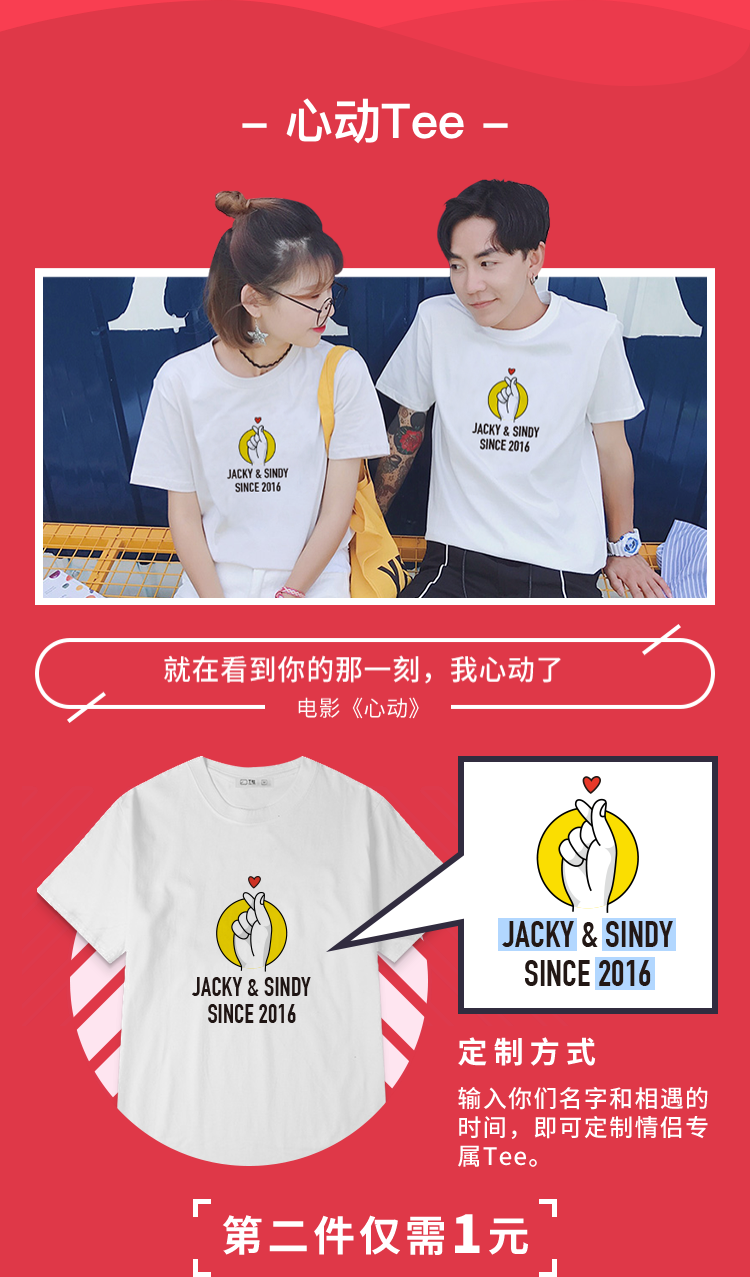 – 心动Tee –
JACKY & SINDY
SINCE 2016
JACKY & SINDY
SINCE 2016
就在看到你的那一刻，我心动了
电影《心动》
JACKY & SINDY
SINCE 2016
JACKY & SINDY
SINCE 2016
定制方式
输入你们名字和相遇的
时间，即可定制情侣专
属Tee。
第二件仅需1元